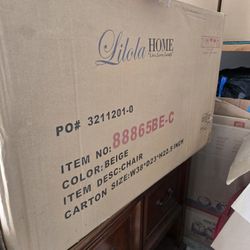 Lilola HOME
PO# 3211201-0
ITEM NO: 88865BE-C
COLOR: BEIGE
ITEM DESC: CHAIR
CARTON SIZE: W38"D23"H22.5 INCH